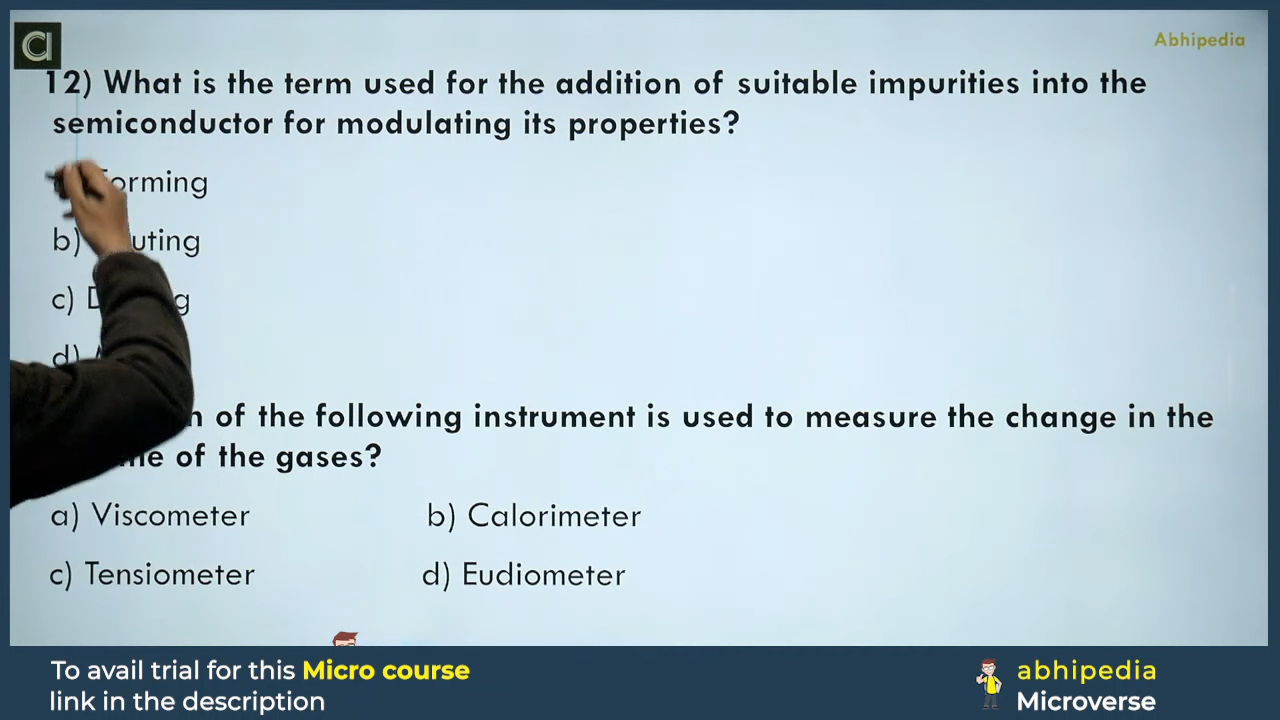 a
Abhipedia
12) What is the term used for the addition of suitable impurities into the
semiconductor for modulating its properties?
b)
c)
d)
of the following instrument is used to measure the change in the
of the gases?
a) Viscometer b) Calorimeter
c) Tensiometer d) Eudiometer
To avail trial for this Micro course
link in the description
abhipedia
Microverse